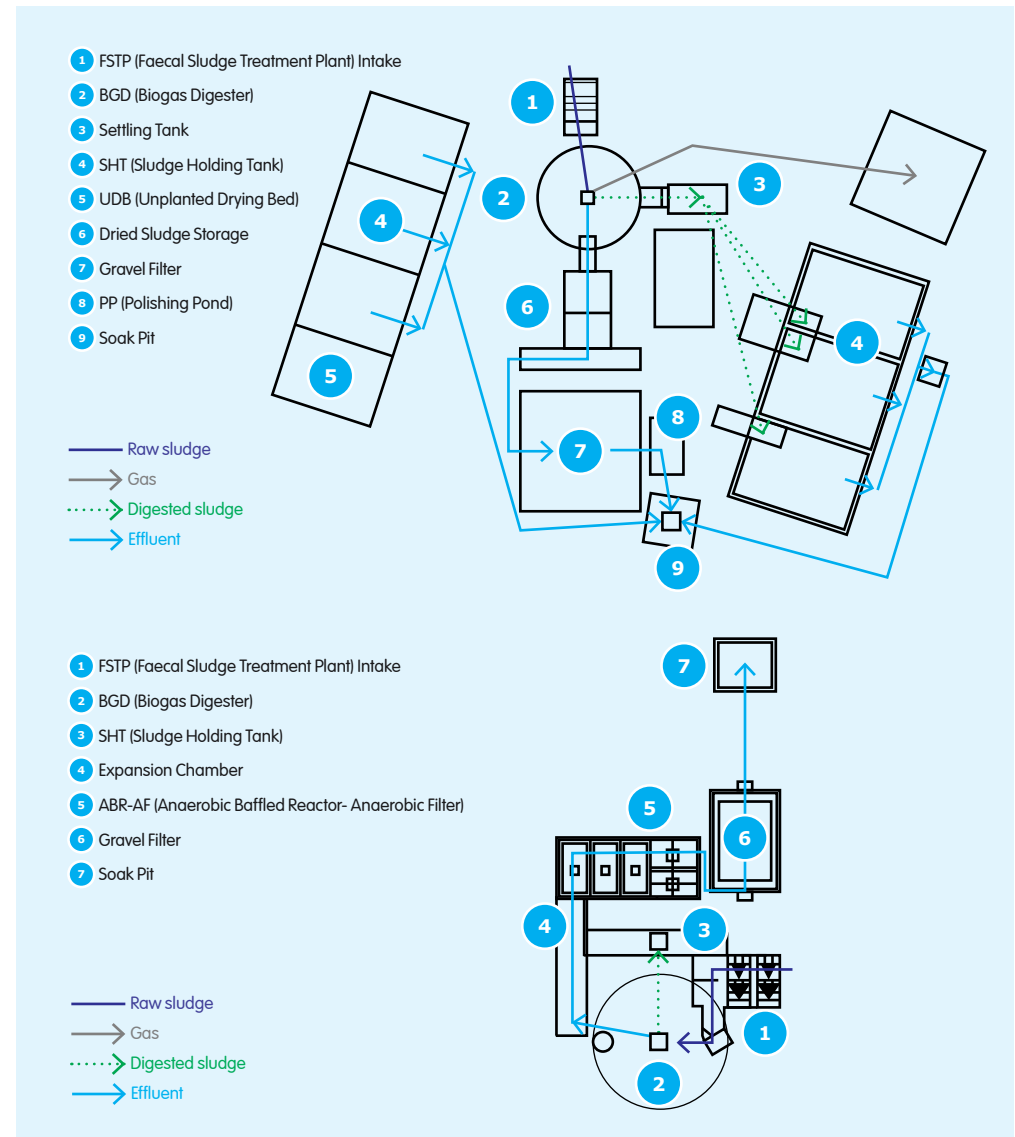 1 FSTP (Faecal Sludge Treatment Plant) Intake
2 BGD (Biogas Digester)
3 Settling Tank
4 SHT (Sludge Holding Tank)
5 UDB (Unplanted Drying Bed)
6 Dried Sludge Storage
7 Gravel Filter
8 PP (Polishing Pond)
9 Soak Pit
Raw sludge
Gas
Digested sludge
Effluent
1
2
3
4
4
6
5
8
7
9
1 FSTP (Faecal Sludge Treatment Plant) Intake
2 BGD (Biogas Digester)
3 SHT (Sludge Holding Tank)
4 Expansion Chamber
5 ABR-AF (Anaerobic Baffled Reactor- Anaerobic Filter)
6 Gravel Filter
7 Soak Pit
Raw sludge
Gas
Digested sludge
Effluent
7
5
6
4
3
1
2